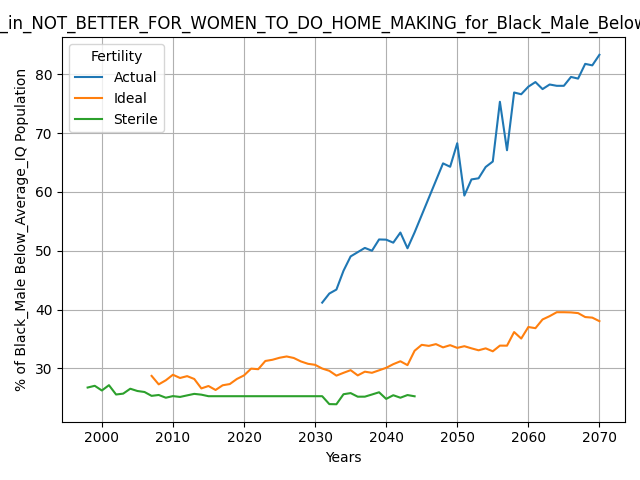 _in_NOT_BETTER_FOR_WOMEN_TO_DO_HOME_MAKING_for_Black_Male_Below
Fertility
Actual
Ideal
Sterile
% of Black_Male Below_Average_IQ Population
80
70
60
50
40
30
2000 2010 2020 2030 2040 2050 2060 2070
Years